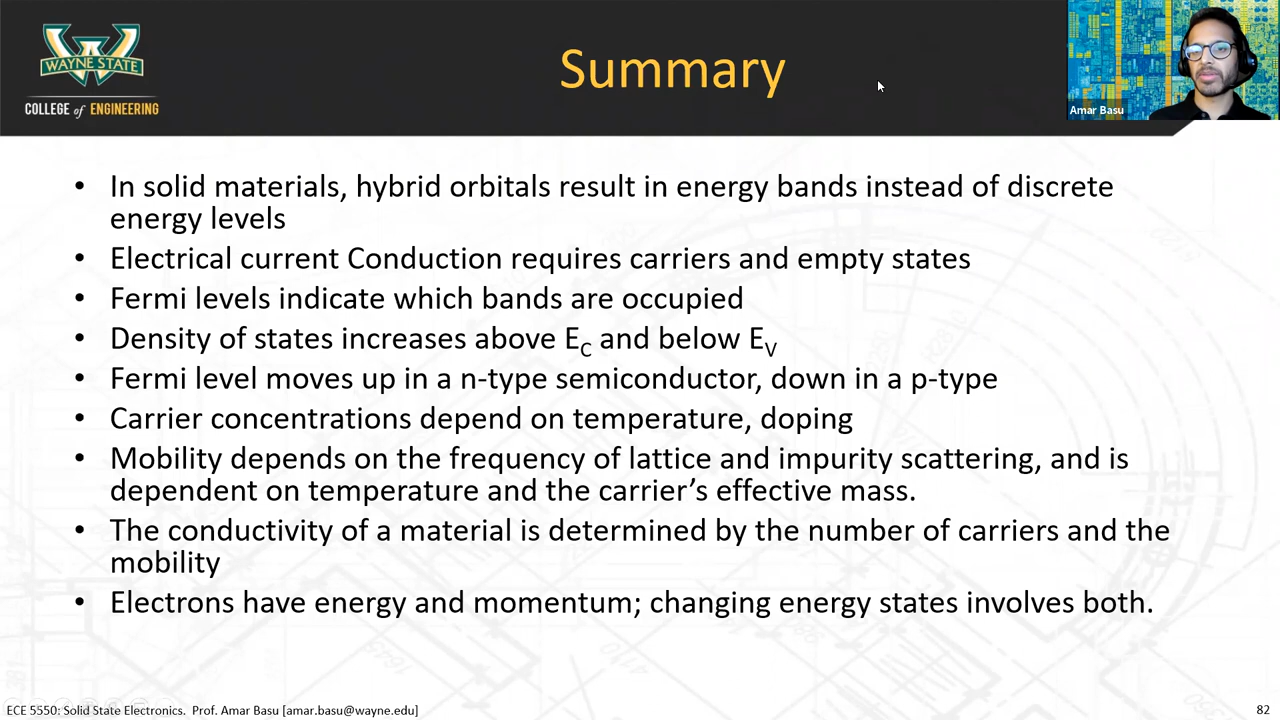 WAYNE STATE
COLLEGE of ENGINEERING
Summary
Amar Basu
• In solid materials, hybrid orbitals result in energy bands instead of discrete
energy levels
• Electrical current Conduction requires carriers and empty states
• Fermi levels indicate which bands are occupied
• Density of states increases above EC and below EV
• Fermi level moves up in a n-type semiconductor, down in a p-type
• Carrier concentrations depend on temperature, doping
• Mobility depends on the frequency of lattice and impurity scattering, and is
dependent on temperature and the carrier’s effective mass.
• The conductivity of a material is determined by the number of carriers and the
mobility
• Electrons have energy and momentum; changing energy states involves both.
ECE 5550: Solid State Electronics. Prof. Amar Basu [amar.basu@wayne.edu]
82